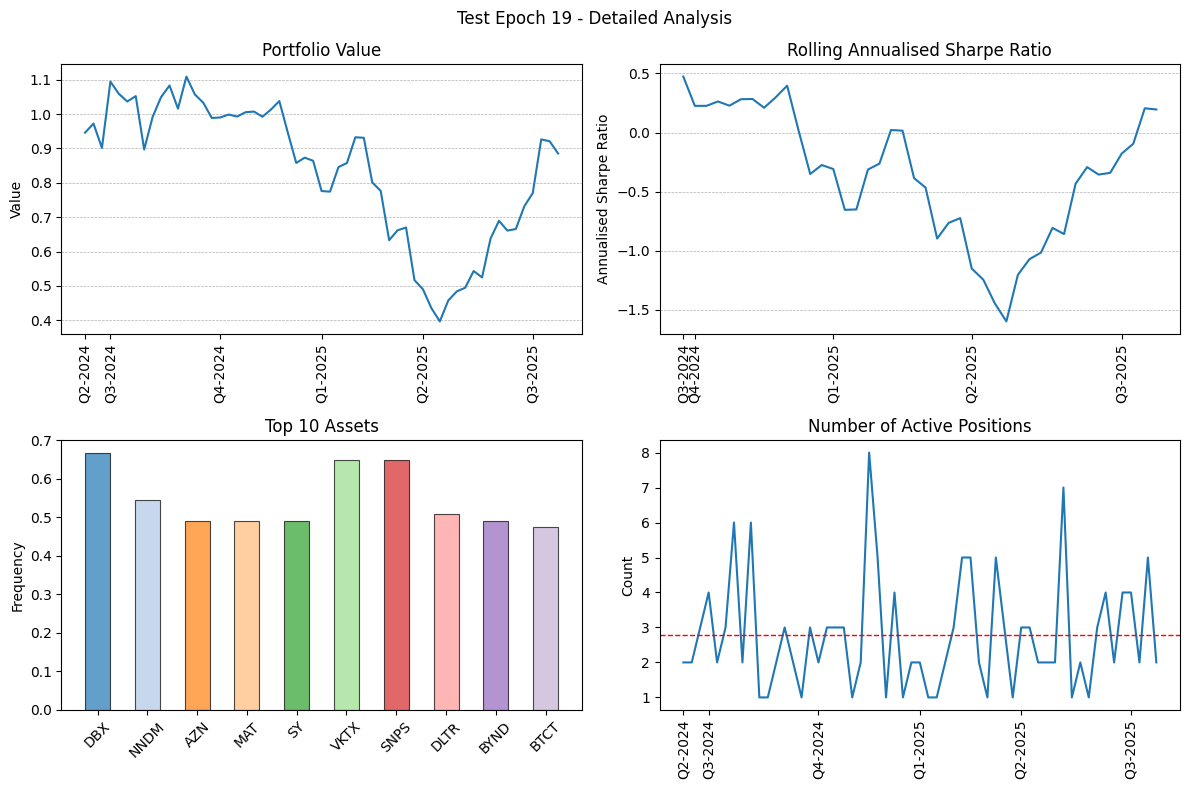 Test Epoch 19 - Detailed Analysis
Portfolio Value
Value
1.1
1.0
0.9
0.8
0.7
0.6
0.5
0.4
Q2-2024
Q3-2024
Q4-2024
Q1-2025
Q2-2025
Q3-2025
Rolling Annualised Sharpe Ratio
Annualised Sharpe Ratio
0.5
0.0
−0.5
−1.0
−1.5
Q3-2024
Q4-2024
Q1-2025
Q2-2025
Q3-2025
Top 10 Assets
Frequency
0.7
0.6
0.5
0.4
0.3
0.2
0.1
0.0
DBX
NNDM
AZN
MAT
SY
VKTX
SNPS
DLTR
BYND
BTCT
Number of Active Positions
Count
8
7
6
5
4
3
2
1
Q2-2024
Q3-2024
Q4-2024
Q1-2025
Q2-2025
Q3-2025